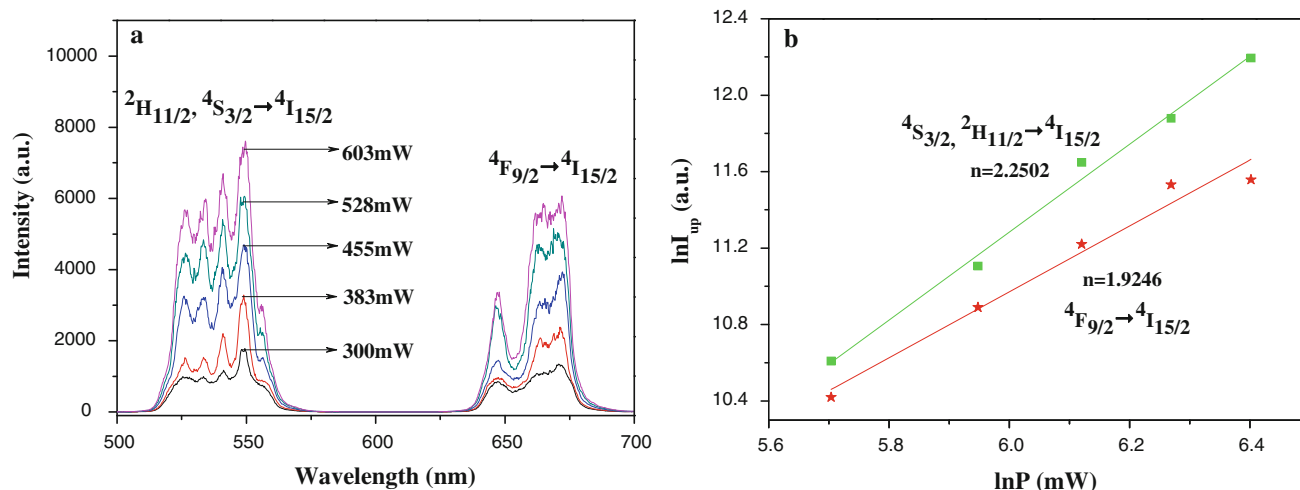 a
²H₁₁/₂, ⁴S₃/₂→⁴I₁₅/₂
⁴F₉/₂→⁴I₁₅/₂
603mW
528mW
455mW
383mW
300mW
10000
8000
6000
4000
2000
0
500
550
600
650
700
Intensity (a.u.)
Wavelength (nm)
b
⁴S₃/₂, ²H₁₁/₂→⁴I₁₅/₂
n=2.2502
n=1.9246
⁴F₉/₂→⁴I₁₅/₂
12.4
12.0
11.6
11.2
10.8
10.4
5.6
6.0
6.2
6.4
lnI_up (a.u.)
lnP (mW)